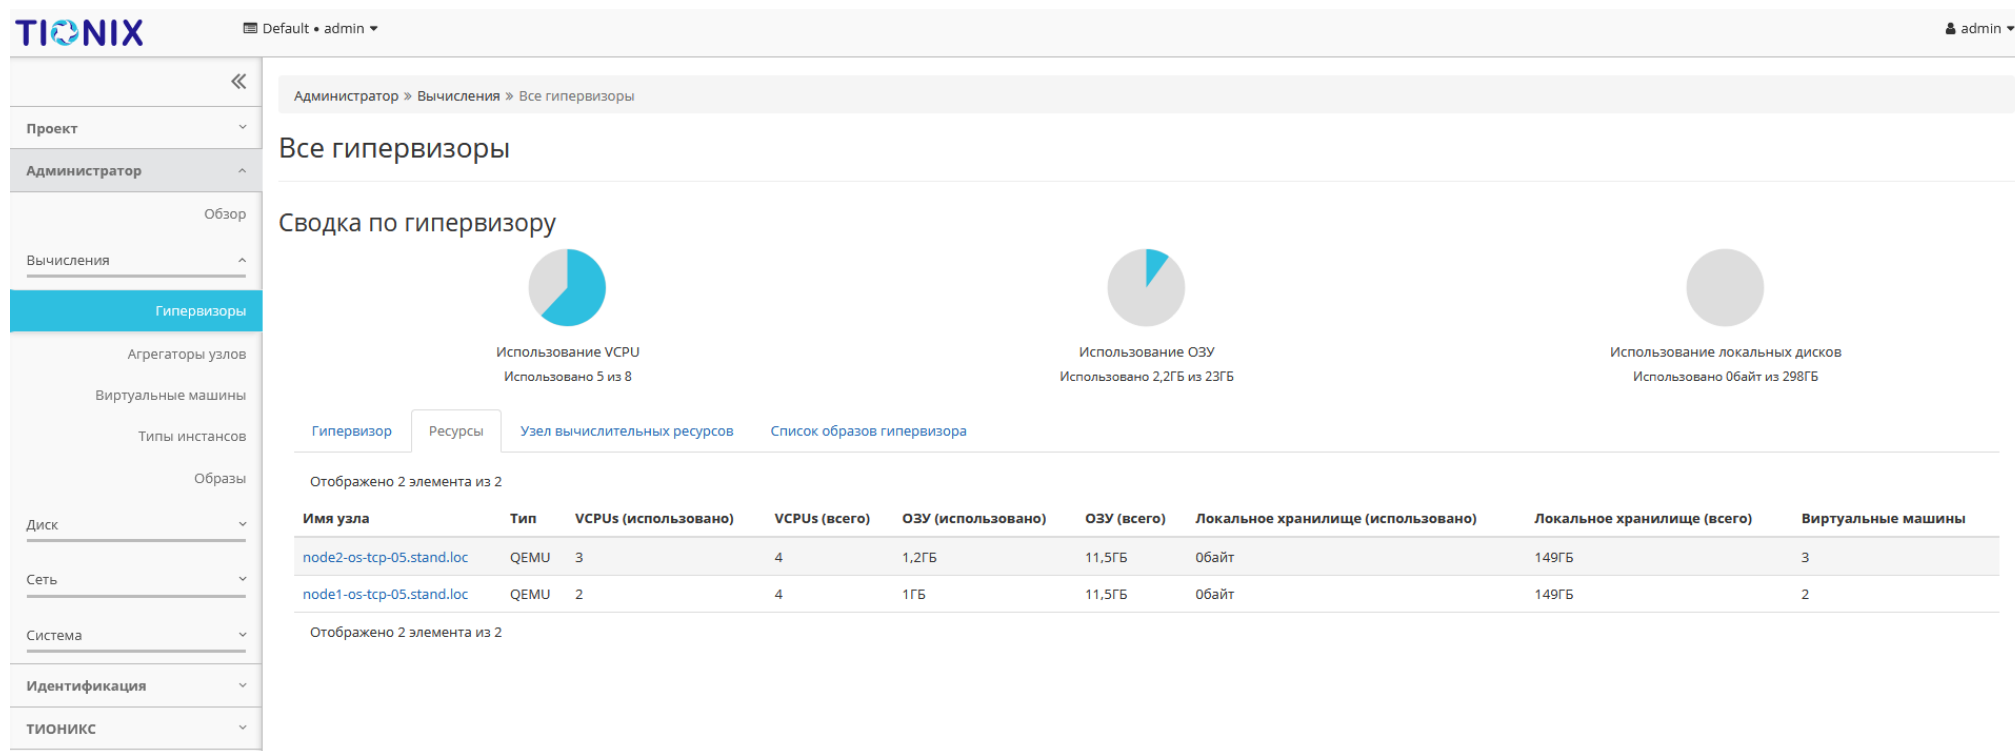 TIONIX
Default • admin
admin
Администратор » Вычисления » Все гипервизоры
Проект
Администратор
Обзор
Вычисления
Гипервизоры
Агрегаторы узлов
Виртуальные машины
Типы инстансов
Образы
Диск
Сеть
Система
Идентификация
ТИОНИКС
Все гипервизоры
Сводка по гипервизору
Использование VCPU
Использовано 5 из 8
Использование ОЗУ
Использовано 2,2ГБ из 23ГБ
Использование локальных дисков
Использовано 0байт из 298ГБ
Гипервизор Ресурсы Узел вычислительных ресурсов Список образов гипервизора
Отображено 2 элемента из 2
Имя узла Тип VCPUs (использовано) VCPUs (всего) ОЗУ (использовано) ОЗУ (всего) Локальное хранилище (использовано) Локальное хранилище (всего) Виртуальные машины
node2-os-tcp-05.stand.loc QEMU 3 4 1,2ГБ 11,5ГБ 0байт 149ГБ 3
node1-os-tcp-05.stand.loc QEMU 2 4 1ГБ 11,5ГБ 0байт 149ГБ 2
Отображено 2 элемента из 2